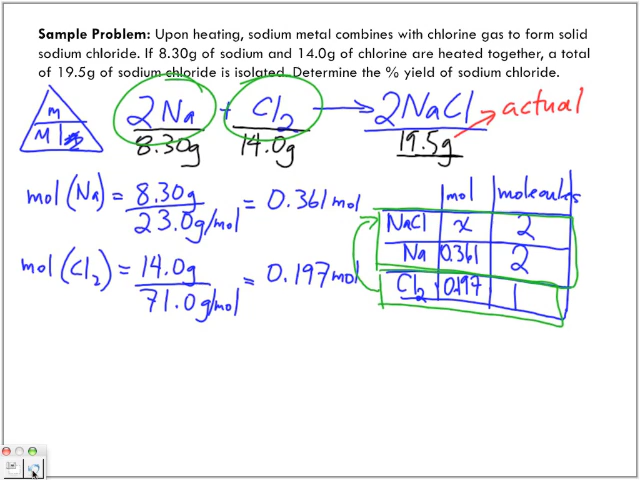 Sample Problem: Upon heating, sodium metal combines with chlorine gas to form solid
sodium chloride. If 8.30g of sodium and 14.0g of chlorine are heated together, a total
of 19.5g of sodium chloride is isolated. Determine the % yield of sodium chloride.
m
M
2Na + Cl₂ → 2NaCl → actual
8.30g 14.0g 19.5g
mol (Na) = 8.30g / 23.0g/mol = 0.361 mol
mol (Cl₂) = 14.0g / 71.0g/mol = 0.197 mol
mol molecules
NaCl x 2
Na 0.361 2
Cl₂ 0.197 1